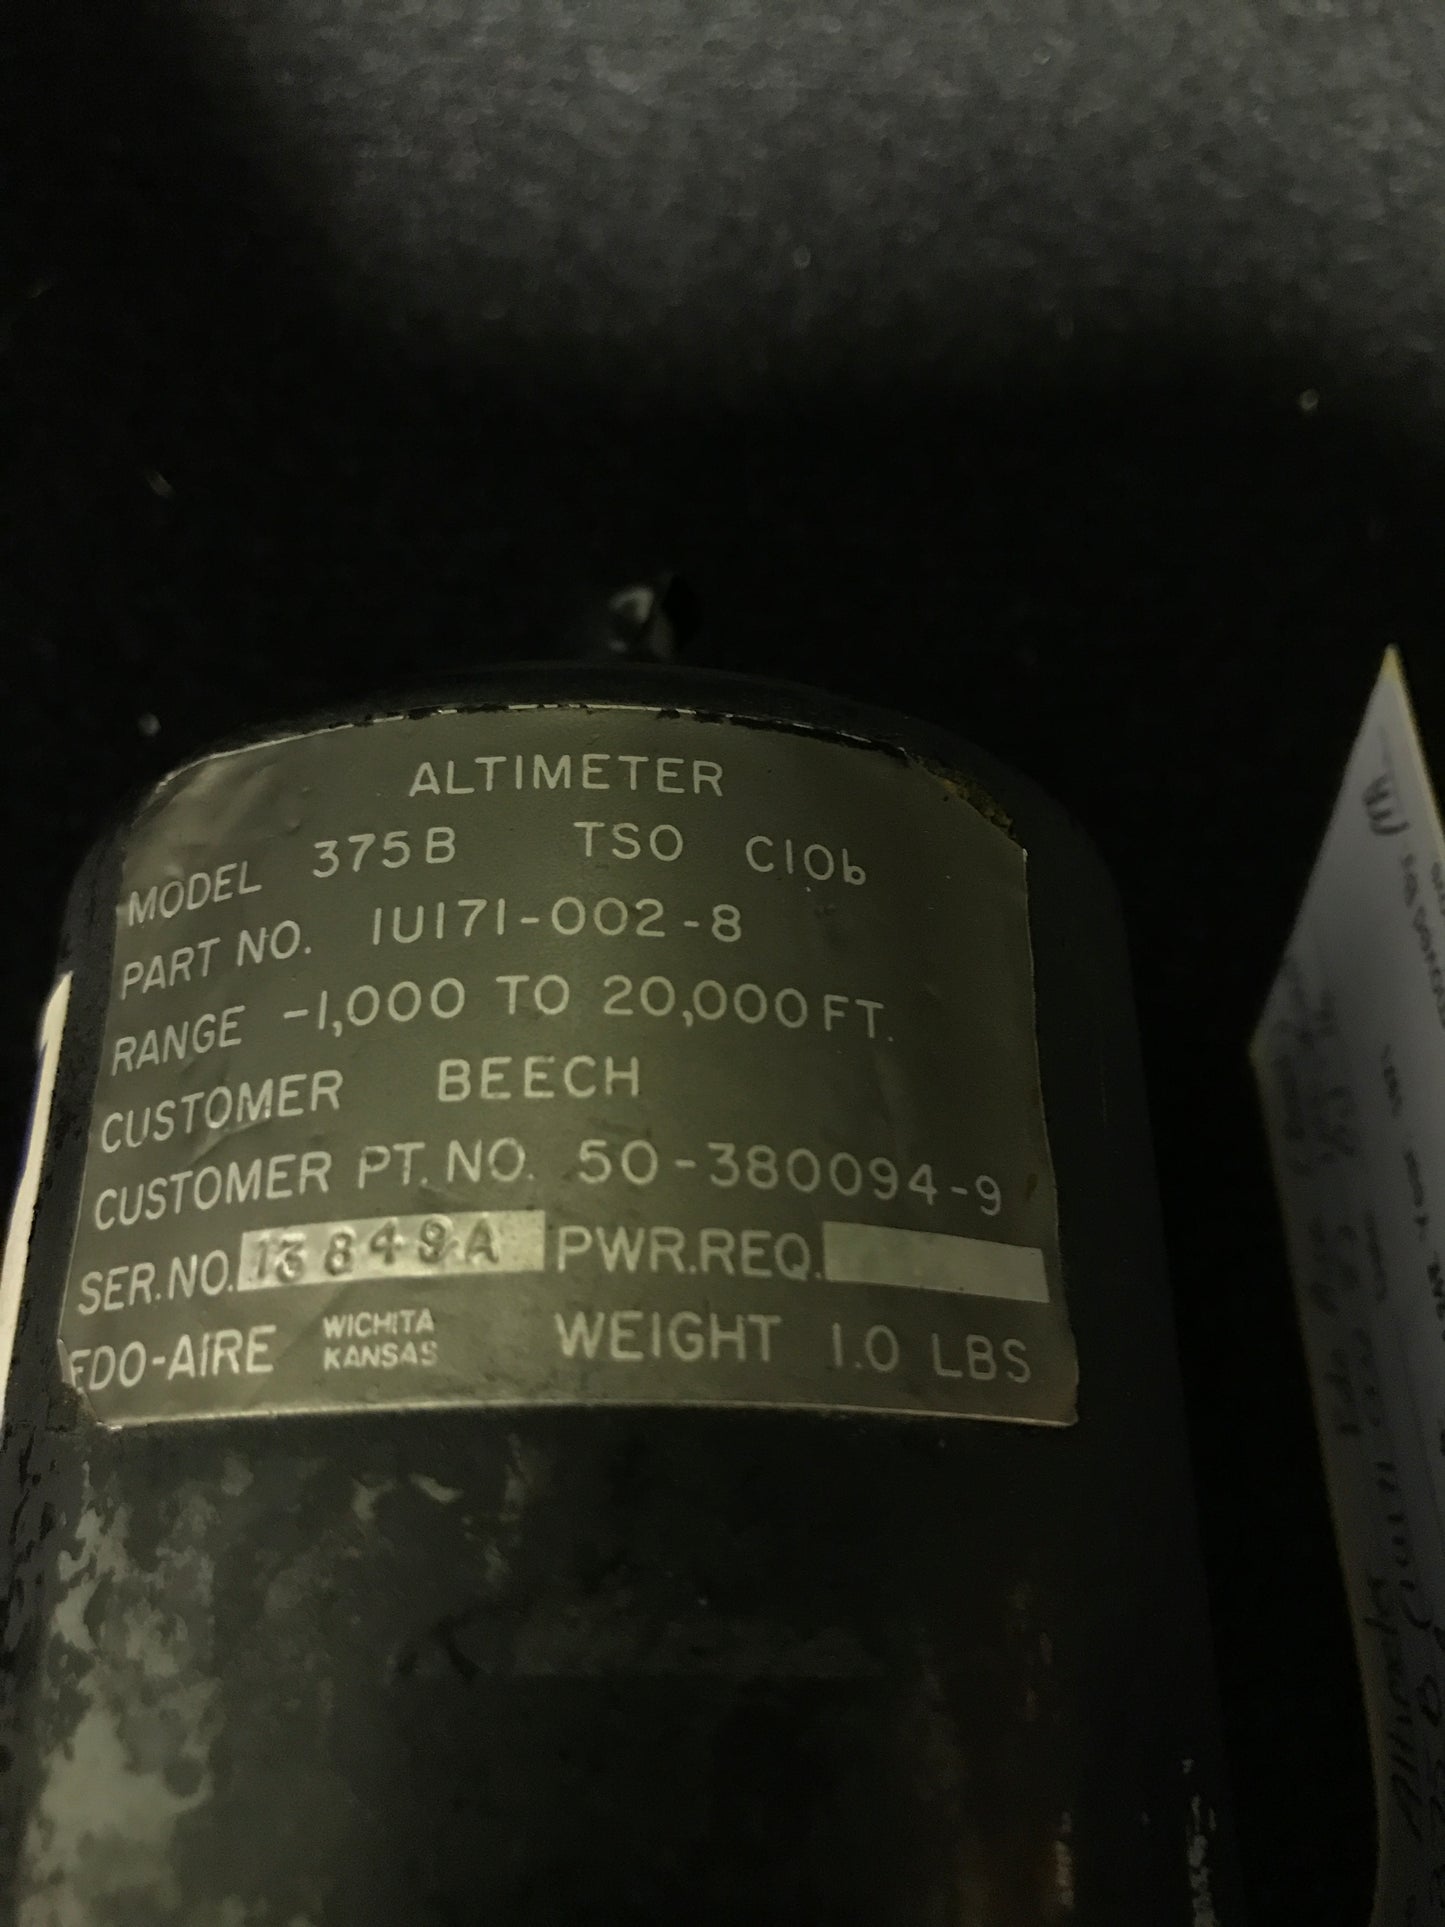 ALTIMETER
MODEL 375B TSO C10b
PART NO. 1U171-002-8
RANGE -1,000 TO 20,000 FT.
CUSTOMER BEECH
CUSTOMER PT. NO. 50-380094-9
SER. NO. 13849A PWR. REQ.
EDO-AIRE WICHITA KANSAS WEIGHT 1.0 LBS